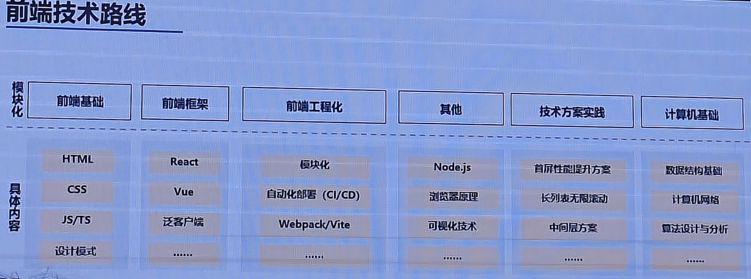 前端技术路线
模块化
前端基础
前端框架
前端工程化
其他
技术方案实践
计算机基础
具体内容
HTML
React
模块化
Node.js
首屏性能提升方案
数据结构基础
CSS
Vue
自动化部署（CI/CD）
浏览器原理
长列表无限滚动
计算机网络
JS/TS
泛客户端
Webpack/Vite
可视化技术
中间层方案
算法设计与分析
设计模式
......
......
......
......
......